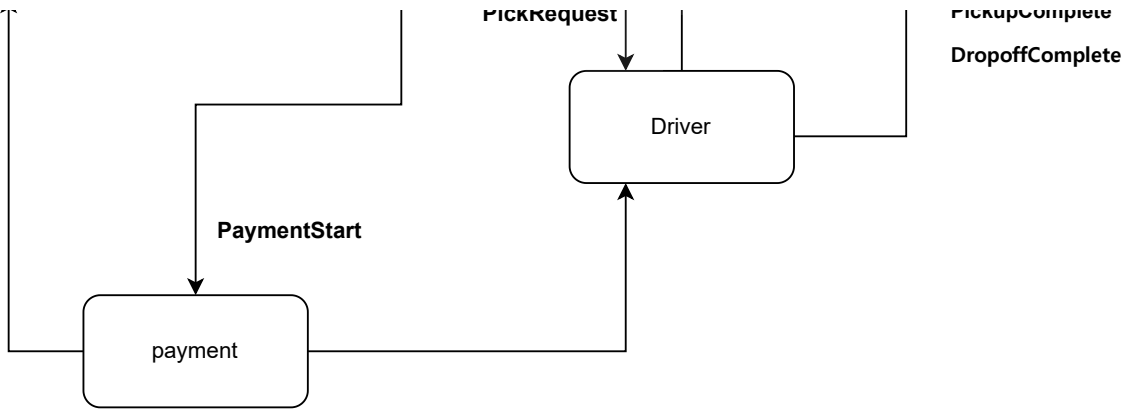 PickRequest
PickupComplete
DropoffComplete
Driver
PaymentStart
payment